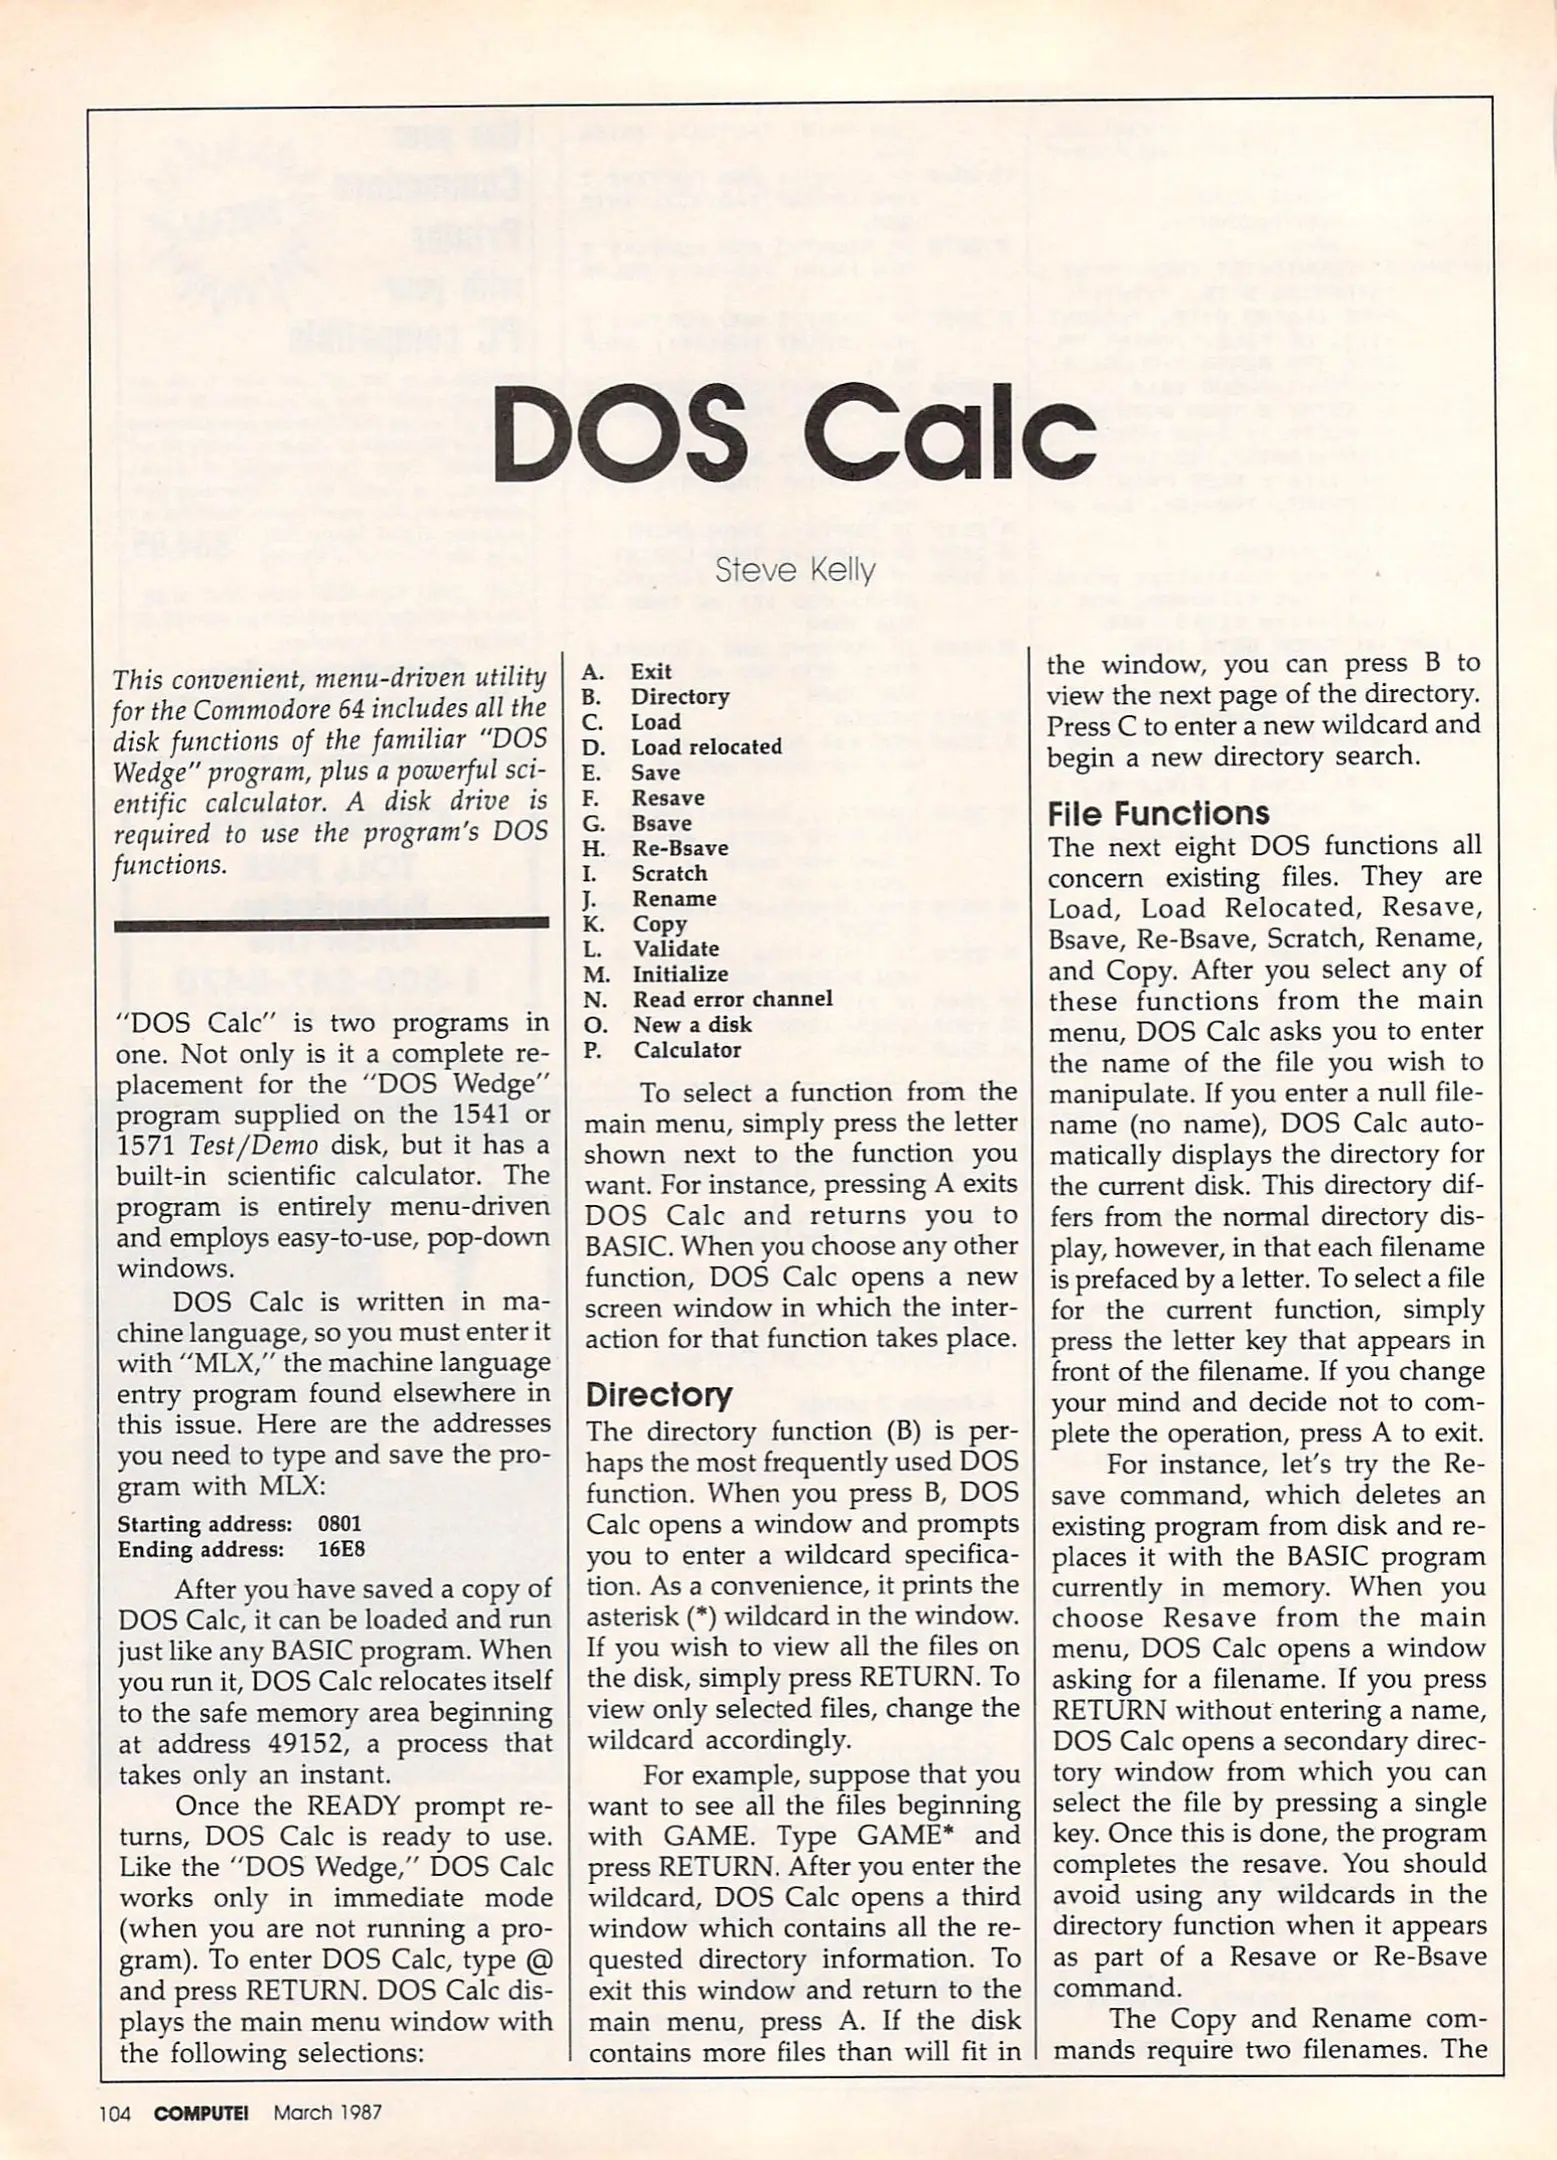 DOS Calc
Steve Kelly
This convenient, menu-driven utility
for the Commodore 64 includes all the
disk functions of the familiar "DOS
Wedge" program, plus a powerful sci-
entific calculator. A disk drive is
required to use the program's DOS
functions.
"DOS Calc" is two programs in
one. Not only is it a complete re-
placement for the "DOS Wedge"
program supplied on the 1541 or
1571 Test/Demo disk, but it has a
built-in scientific calculator. The
program is entirely menu-driven
and employs easy-to-use, pop-down
windows.
DOS Calc is written in ma-
chine language, so you must enter it
with "MLX," the machine language
entry program found elsewhere in
this issue. Here are the addresses
you need to type and save the pro-
gram with MLX:
Starting address: 0801
Ending address: 16E8
After you have saved a copy of
DOS Calc, it can be loaded and run
just like any BASIC program. When
you run it, DOS Calc relocates itself
to the safe memory area beginning
at address 49152, a process that
takes only an instant.
Once the READY prompt re-
turns, DOS Calc is ready to use.
Like the "DOS Wedge," DOS Calc
works only in immediate mode
(when you are not running a pro-
gram). To enter DOS Calc, type @
and press RETURN. DOS Calc dis-
plays the main menu window with
the following selections:
A. Exit
B. Directory
C. Load
D. Load relocated
E. Save
F. Resave
G. Bsave
H. Re-Bsave
I. Scratch
J. Rename
K. Copy
L. Validate
M. Initialize
N. Read error channel
O. New a disk
P. Calculator
To select a function from the
main menu, simply press the letter
shown next to the function you
want. For instance, pressing A exits
DOS Calc and returns you to
BASIC. When you choose any other
function, DOS Calc opens a new
screen window in which the inter-
action for that function takes place.
Directory
The directory function (B) is per-
haps the most frequently used DOS
function. When you press B, DOS
Calc opens a window and prompts
you to enter a wildcard specifica-
tion. As a convenience, it prints the
asterisk (*) wildcard in the window.
If you wish to view all the files on
the disk, simply press RETURN. To
view only selected files, change the
wildcard accordingly.
For example, suppose that you
want to see all the files beginning
with GAME. Type GAME* and
press RETURN. After you enter the
wildcard, DOS Calc opens a third
window which contains all the re-
quested directory information. To
exit this window and return to the
main menu, press A. If the disk
contains more files than will fit in
the window, you can press B to
view the next page of the directory.
Press C to enter a new wildcard and
begin a new directory search.
File Functions
The next eight DOS functions all
concern existing files. They are
Load, Load Relocated, Resave,
Bsave, Re-Bsave, Scratch, Rename,
and Copy. After you select any of
these functions from the main
menu, DOS Calc asks you to enter
the name of the file you wish to
manipulate. If you enter a null file-
name (no name), DOS Calc auto-
matically displays the directory for
the current disk. This directory dif-
fers from the normal directory dis-
play, however, in that each filename
is prefaced by a letter. To select a file
for the current function, simply
press the letter key that appears in
front of the filename. If you change
your mind and decide not to com-
plete the operation, press A to exit.
For instance, let's try the Re-
save command, which deletes an
existing program from disk and re-
places it with the BASIC program
currently in memory. When you
choose Resave from the main
menu, DOS Calc opens a window
asking for a filename. If you press
RETURN without entering a name,
DOS Calc opens a secondary direc-
tory window from which you can
select the file by pressing a single
key. Once this is done, the program
completes the resave. You should
avoid using any wildcards in the
directory function when it appears
as part of a Resave or Re-Bsave
command.
The Copy and Rename com-
mands require two filenames. The
104 COMPUTE! March 1987